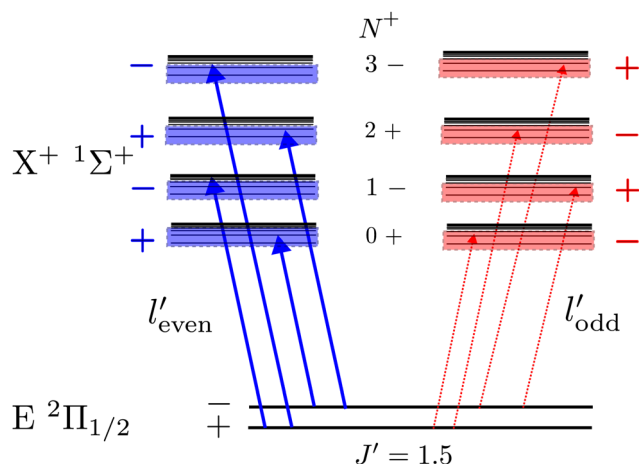 N⁺
− 3 − +
+ 2 + −
X⁺ ¹Σ⁺
− 1 − +
+ 0 + −
l′even l′odd
E ²Π₁/₂ −
+
J′ = 1.5